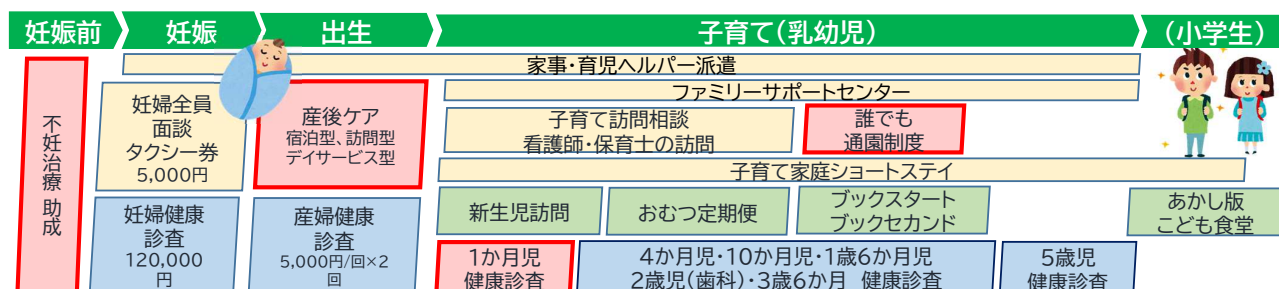 妊娠前
妊娠
出生
子育て(乳幼児)
(小学生)
家事・育児ヘルパー派遣
ファミリーサポートセンター
不妊治療 助成
妊婦全員
面談
タクシー券
5,000円
産後ケア
宿泊型、訪問型
デイサービス型
子育て訪問相談
看護師・保育士の訪問
誰でも
通園制度
子育て家庭ショートステイ
妊婦健康
診査
120,000
円
産婦健康
診査
5,000円/回×2
回
新生児訪問
おむつ定期便
ブックスタート
ブックセカンド
あかし版
こども食堂
1か月児
健康診査
4か月児・10か月児・1歳6か月児
2歳児(歯科)・3歳6か月 健康診査
5歳児
健康診査